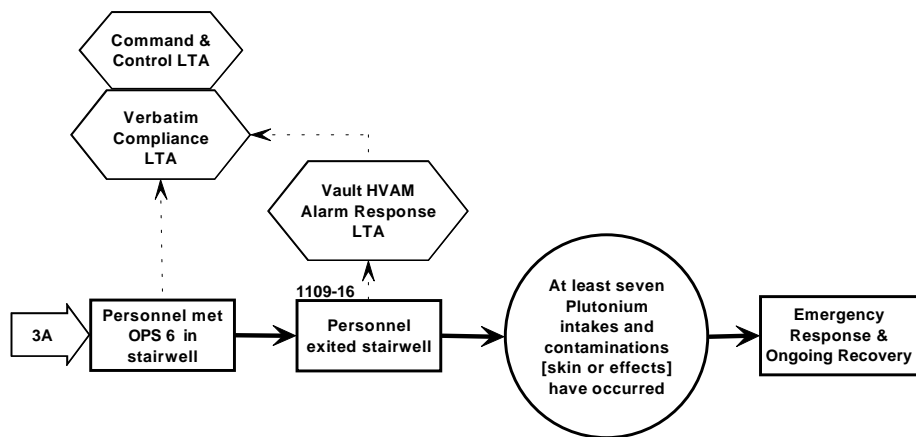 Command &
Control LTA
Verbatim
Compliance
LTA
Vault HVAM
Alarm Response
LTA
3A
Personnel met
OPS 6 in
stairwell
1109-16
Personnel
exited stairwell
At least seven
Plutonium
intakes and
contaminations
[skin or effects]
have occurred
Emergency
Response &
Ongoing Recovery